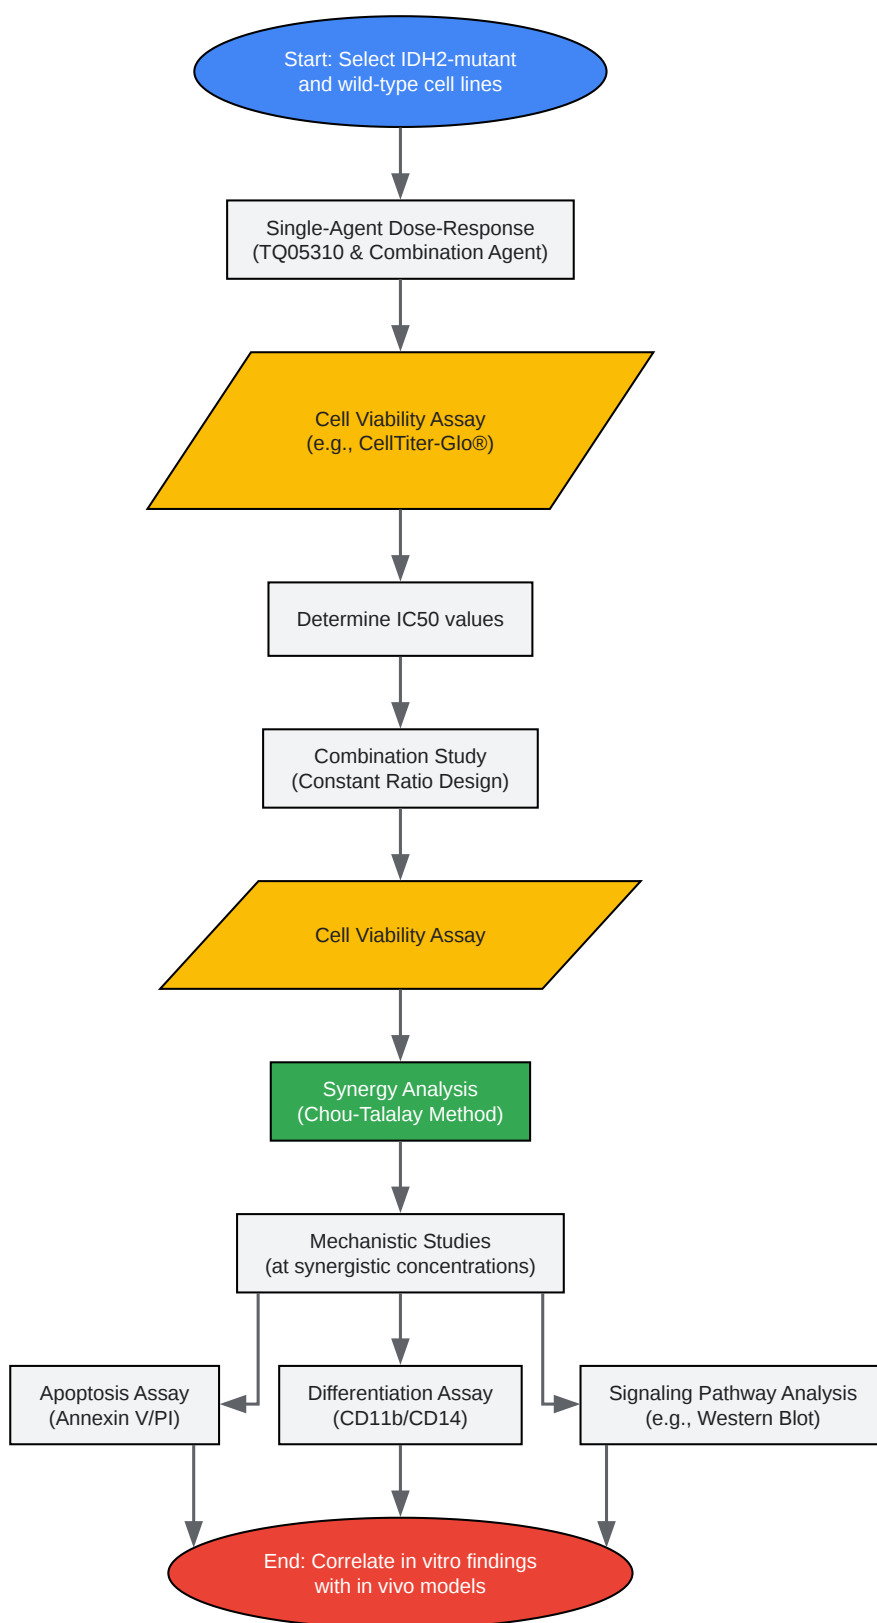 Start: Select IDH2-mutant
and wild-type cell lines
Single-Agent Dose-Response
(TQ05310 & Combination Agent)
Cell Viability Assay
(e.g., CellTiter-Glo®)
Determine IC50 values
Combination Study
(Constant Ratio Design)
Cell Viability Assay
Synergy Analysis
(Chou-Talalay Method)
Mechanistic Studies
(at synergistic concentrations)
Apoptosis Assay
(Annexin V/PI)
Differentiation Assay
(CD11b/CD14)
Signaling Pathway Analysis
(e.g., Western Blot)
End: Correlate in vitro findings
with in vivo models